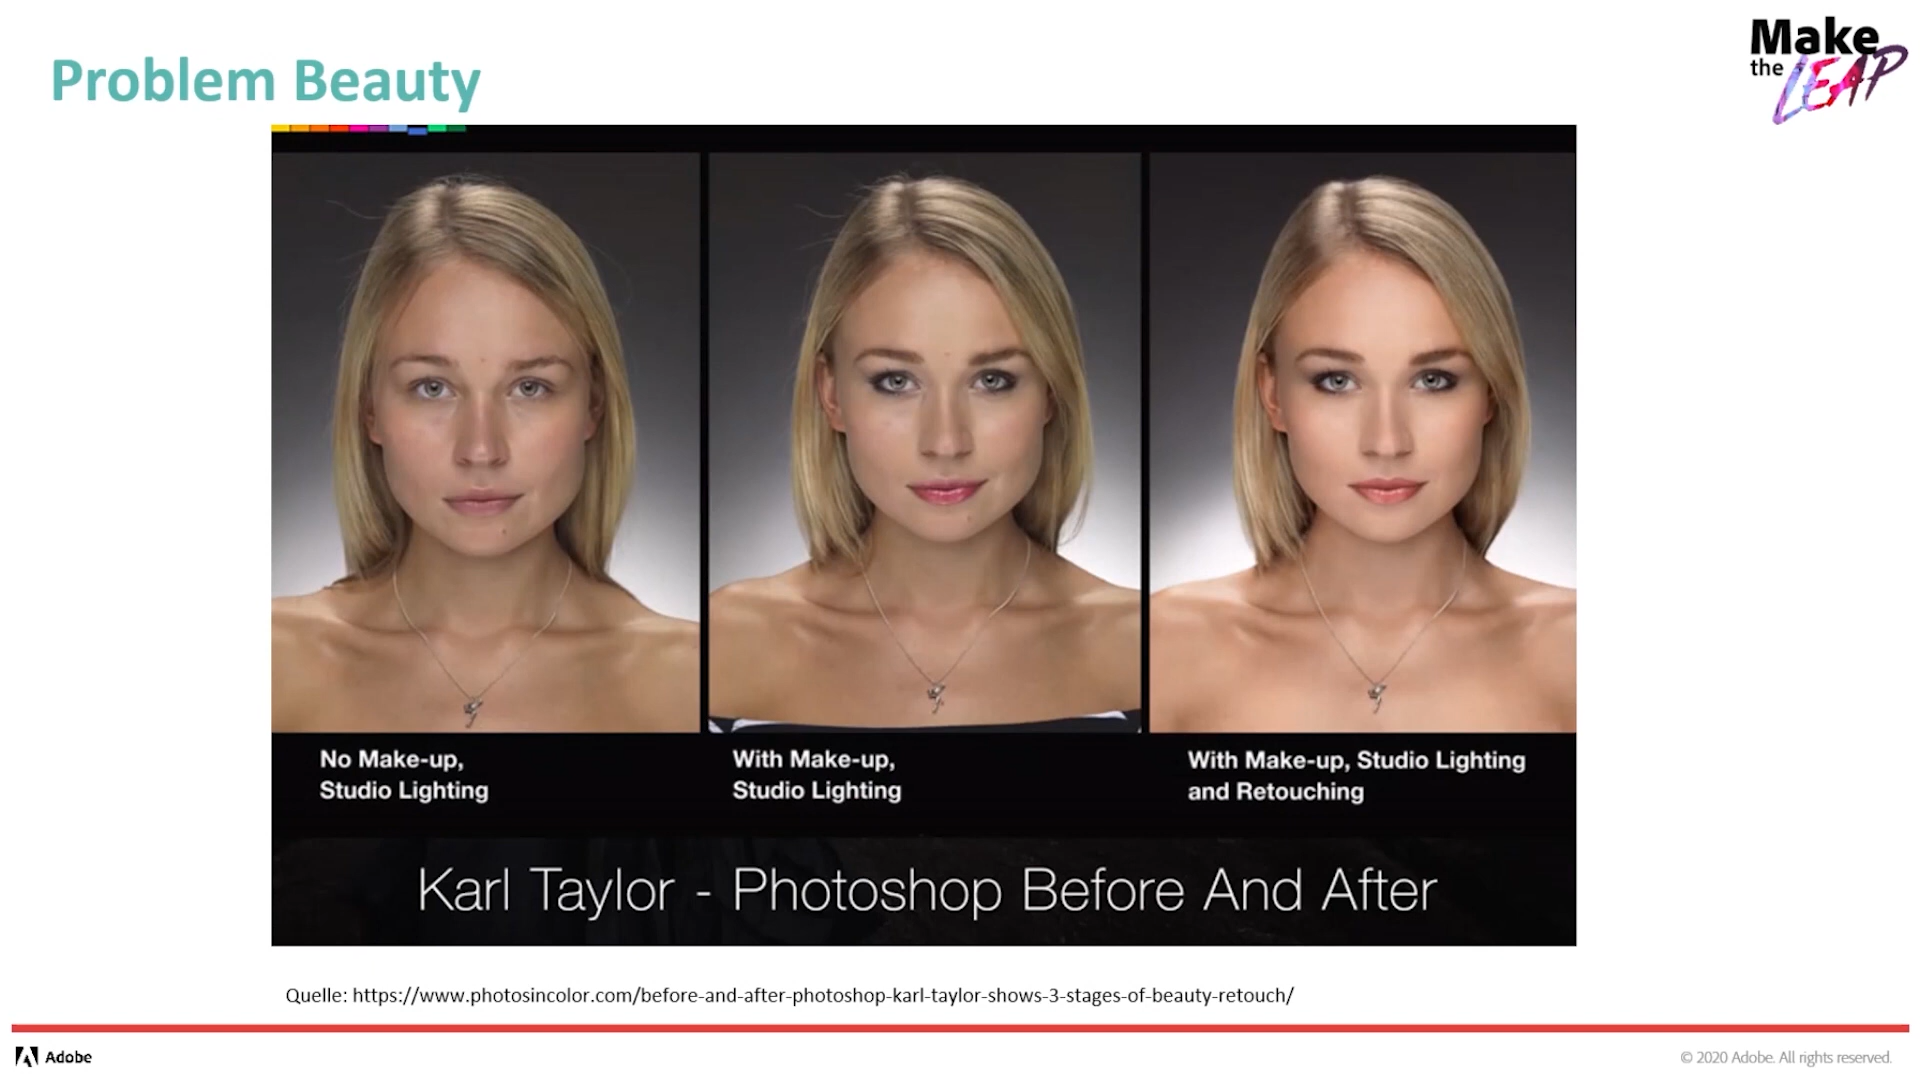 Problem Beauty
Make
the LEAP
No Make-up,
Studio Lighting
With Make-up,
Studio Lighting
With Make-up, Studio Lighting
and Retouching
Karl Taylor - Photoshop Before And After
Quelle: https://www.photosincolor.com/before-and-after-photoshop-karl-taylor-shows-3-stages-of-beauty-retouch/
Adobe
© 2020 Adobe. All rights reserved.